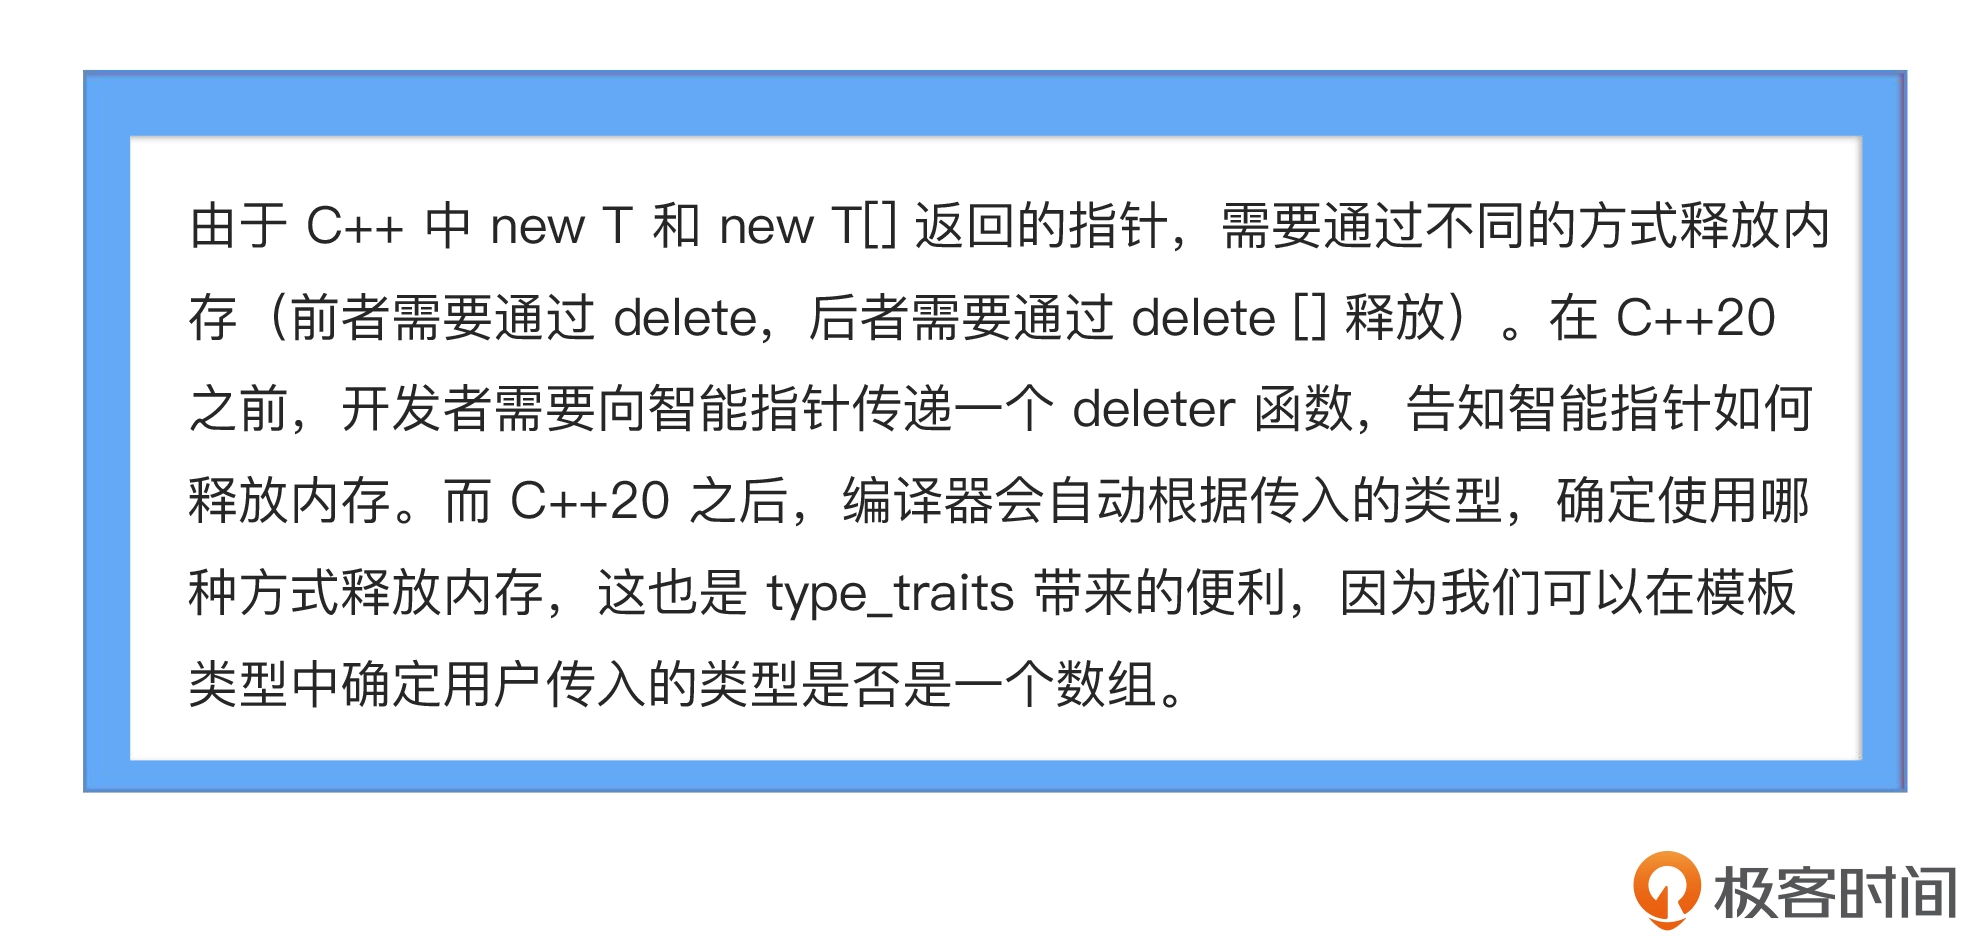 由于 C++ 中 new T 和 new T[] 返回的指针，需要通过不同的方式释放内
存（前者需要通过 delete，后者需要通过 delete [] 释放）。在 C++20
之前，开发者需要向智能指针传递一个 deleter 函数，告知智能指针如何
释放内存。而 C++20 之后，编译器会自动根据传入的类型，确定使用哪
种方式释放内存，这也是 type_traits 带来的便利，因为我们可以在模板
类型中确定用户传入的类型是否是一个数组。
极客时间